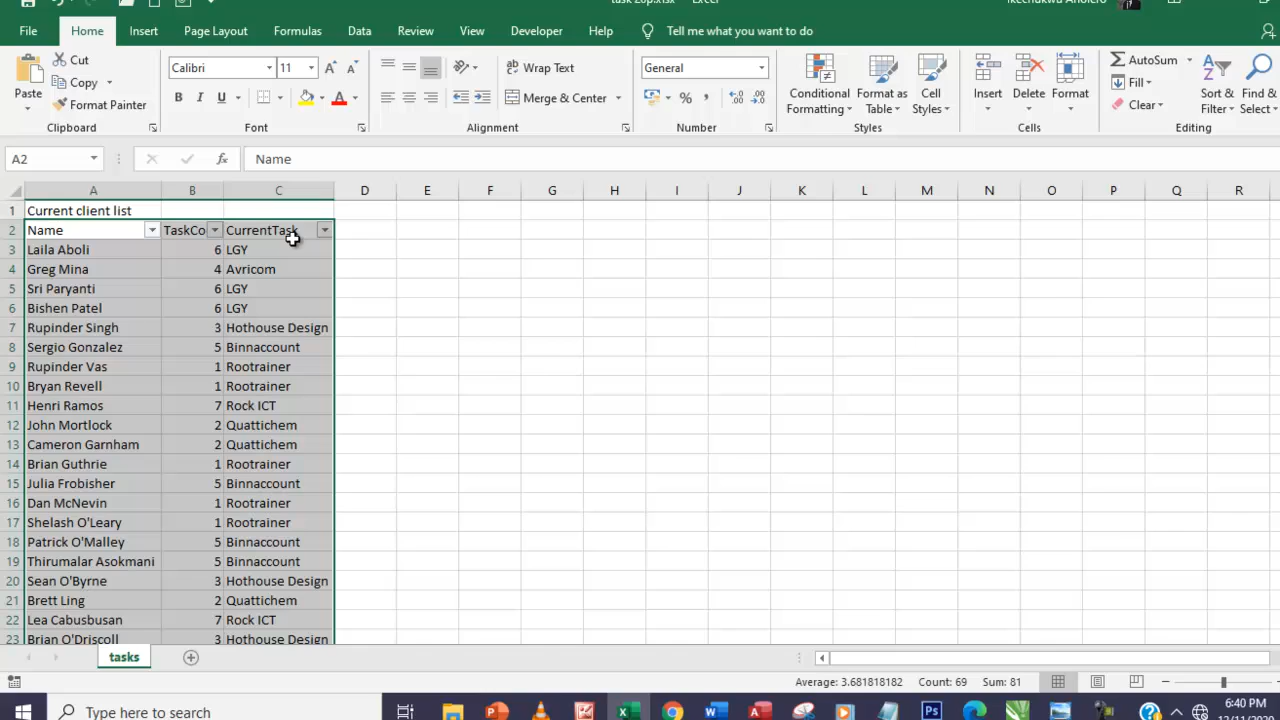 Excel
File Home Insert Page Layout Formulas Data Review View Developer Help Tell me what you want to do
Paste Cut Copy Format Painter
Clipboard
Calibri 11
B I U A
Font
Wrap Text
Merge & Center
Alignment
General
%
Number
Conditional Formatting
Format as Table
Cell Styles
Styles
Insert Delete Format
Cells
AutoSum
Fill
Clear
Sort & Filter
Find & Select
Editing
A2 fx Name
A B C D E F G H I J K L M N O P Q R
1 Current client list
2 Name TaskCo CurrentTask
3 Laila Aboli 6 LGY
4 Greg Mina 4 Avricom
5 Sri Paryanti 6 LGY
6 Bishen Patel 6 LGY
7 Rupinder Singh 3 Hothouse Design
8 Sergio Gonzalez 5 Binnaccount
9 Rupinder Vas 1 Rootrainer
10 Bryan Revell 1 Rootrainer
11 Henri Ramos 7 Rock ICT
12 John Mortlock 2 Quattichem
13 Cameron Garnham 2 Quattichem
14 Brian Guthrie 1 Rootrainer
15 Julia Frobisher 5 Binnaccount
16 Dan McNevin 1 Rootrainer
17 Shelash O'Leary 1 Rootrainer
18 Patrick O'Malley 5 Binnaccount
19 Thirumalar Asokmani 5 Binnaccount
20 Sean O'Byrne 3 Hothouse Design
21 Brett Ling 2 Quattichem
22 Lea Cabusbusan 7 Rock ICT
23 Brian O'Driscoll 3 Hothouse Design
tasks
Average: 3.681818182 Count: 69 Sum: 81
Type here to search
6:40 PM